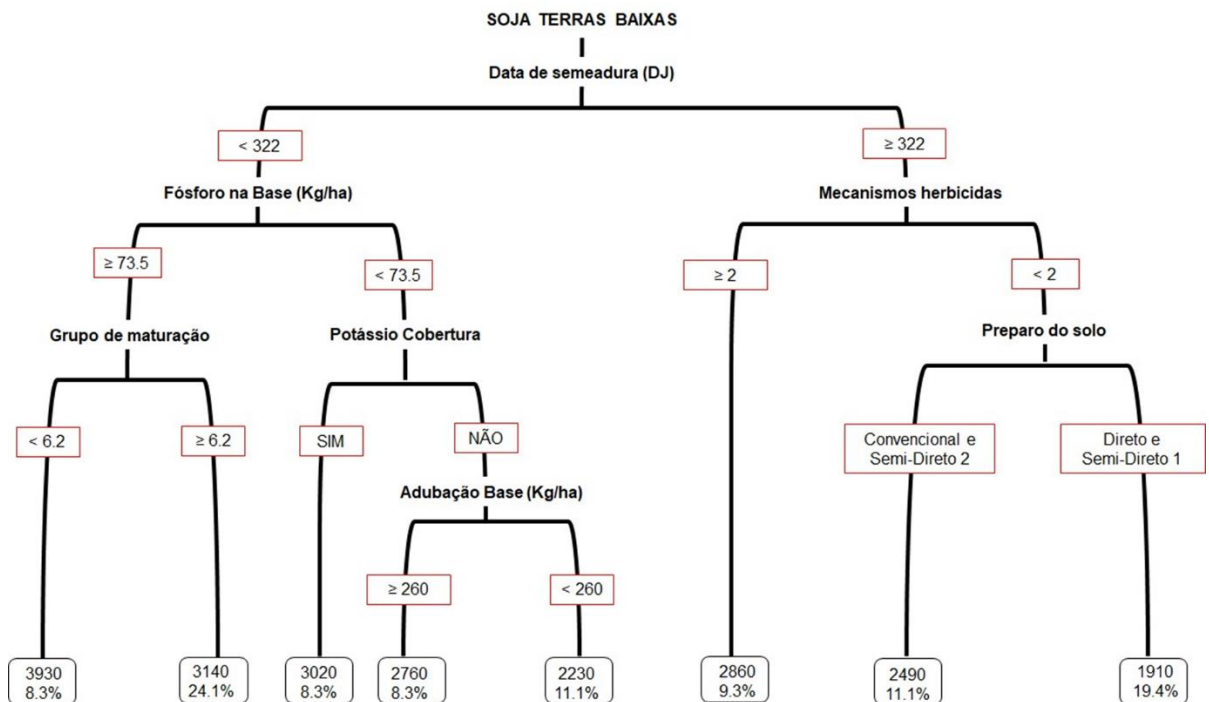 SOJA TERRAS BAIXAS
Data de semeadura (DJ)
< 322
≥ 322
Fósforo na Base (Kg/ha)
Mecanismos herbicidas
≥ 73.5
< 73.5
≥ 2
< 2
Grupo de maturação
Potássio Cobertura
Preparo do solo
< 6.2
≥ 6.2
SIM
NÃO
Convencional e
Semi-Direto 2
Direto e
Semi-Direto 1
Adubação Base (Kg/ha)
≥ 260
< 260
3930
8.3%
3140
24.1%
3020
8.3%
2760
8.3%
2230
11.1%
2860
9.3%
2490
11.1%
1910
19.4%